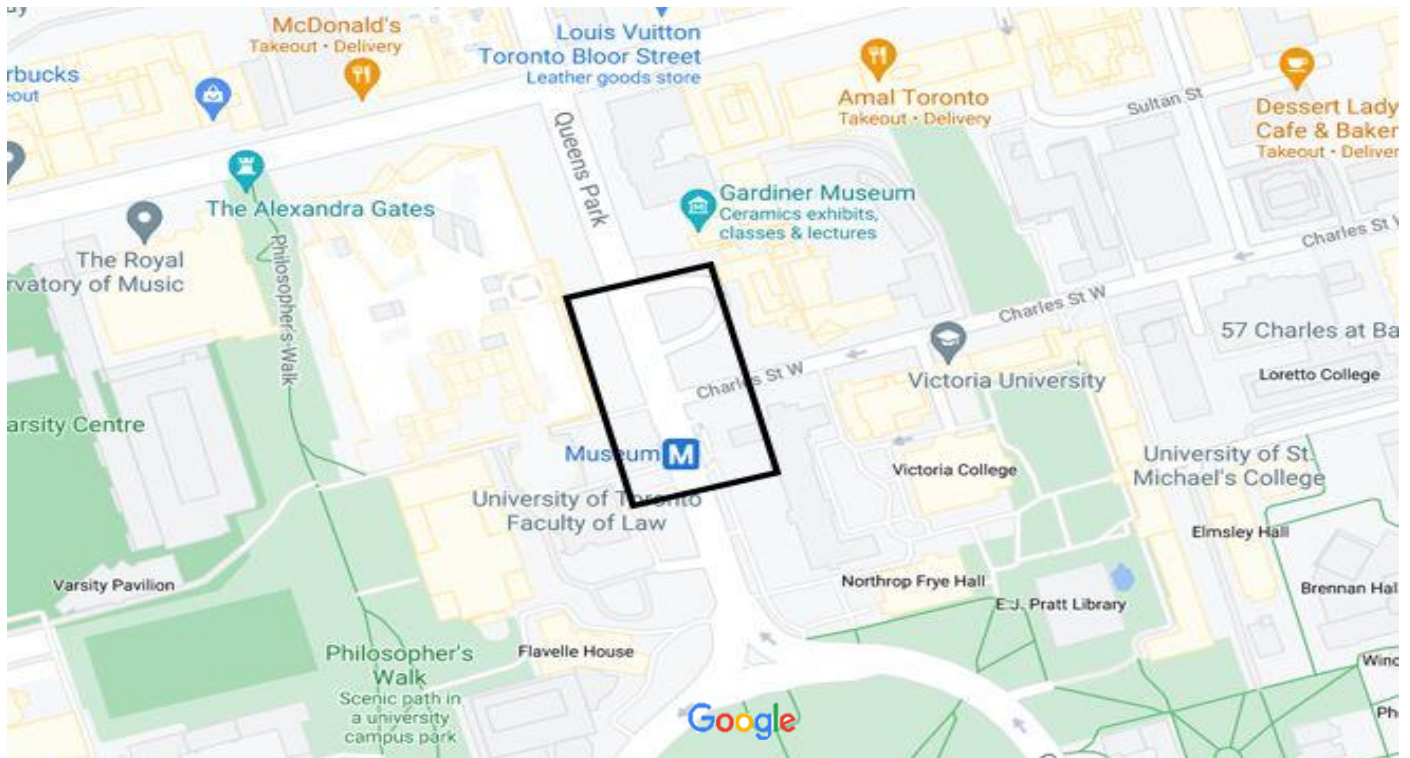 McDonald's
Takeout • Delivery
Louis Vuitton
Toronto Bloor Street
Leather goods store
rbucks
eout
Amal Toronto
Takeout • Delivery
Sultan St
Dessert Lady
Cafe & Baker
Takeout • Deliver
Queens Park
The Alexandra Gates
Gardiner Museum
Ceramics exhibits,
classes & lectures
The Royal
rvatory of Music
Philosopher's Walk
Charles St
Charles St W
Charles St W
Victoria University
57 Charles at Ba
Loretto College
arsity Centre
Museum M
Victoria College
University of St.
Michael's College
University of Toronto
Faculty of Law
Elmsley Hall
Varsity Pavilion
Northrop Frye Hall
E.J. Pratt Library
Brennan Hal
Philosopher's
Walk
Scenic path in
a university
campus park
Flavelle House
Winc
Ph
Google